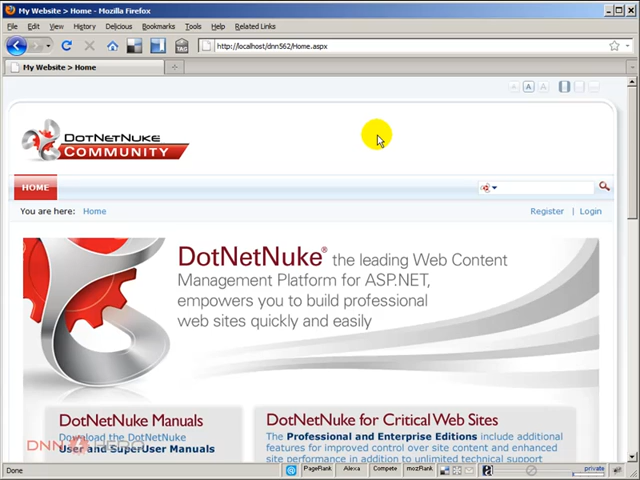 My Website > Home - Mozilla Firefox
File Edit View History Delicious Bookmarks Tools Help Related Links
TAG
http://localhost/dnn562/Home.aspx
My Website > Home
A A A
DOTNETNUKE
COMMUNITY
HOME
You are here: Home
Register | Login
DotNetNuke® the leading Web Content
Management Platform for ASP.NET,
empowers you to build professional
web sites quickly and easily
DotNetNuke Manuals
Download the DotNetNuke
User and SuperUser Manuals
DotNetNuke for Critical Web Sites
The Professional and Enterprise Editions include additional
features for improved control over site content and enhanced
site performance in addition to unlimited technical support
DNN HERO
Done
PageRank Alexa Compete mozRank
private